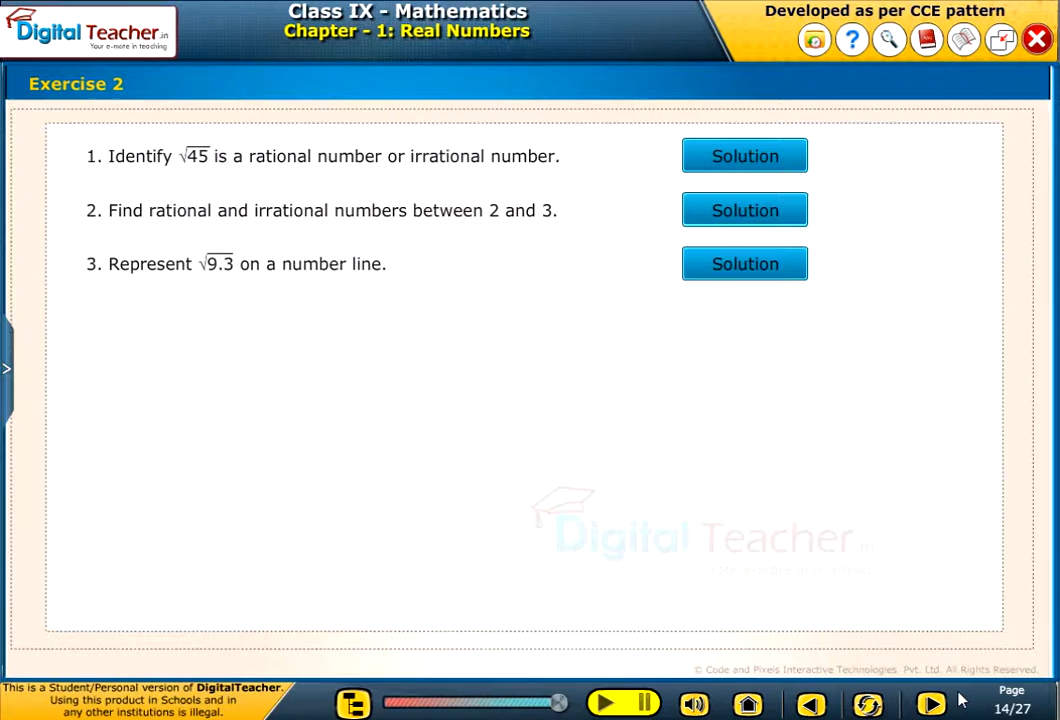 Digital Teacher.in
Your e-mate in teaching
Class IX - Mathematics
Chapter - 1: Real Numbers
Developed as per CCE pattern
?
Exercise 2
1. Identify √45 is a rational number or irrational number.
Solution
2. Find rational and irrational numbers between 2 and 3.
Solution
3. Represent √9.3 on a number line.
Solution
>
Digital Teacher.in
© Code and Pixels Interactive Technologies. Pvt. Ltd. All Rights Reserved.
This is a Student/Personal version of DigitalTeacher.
Using this product in Schools and in
any other institutions is illegal.
Page
14/27